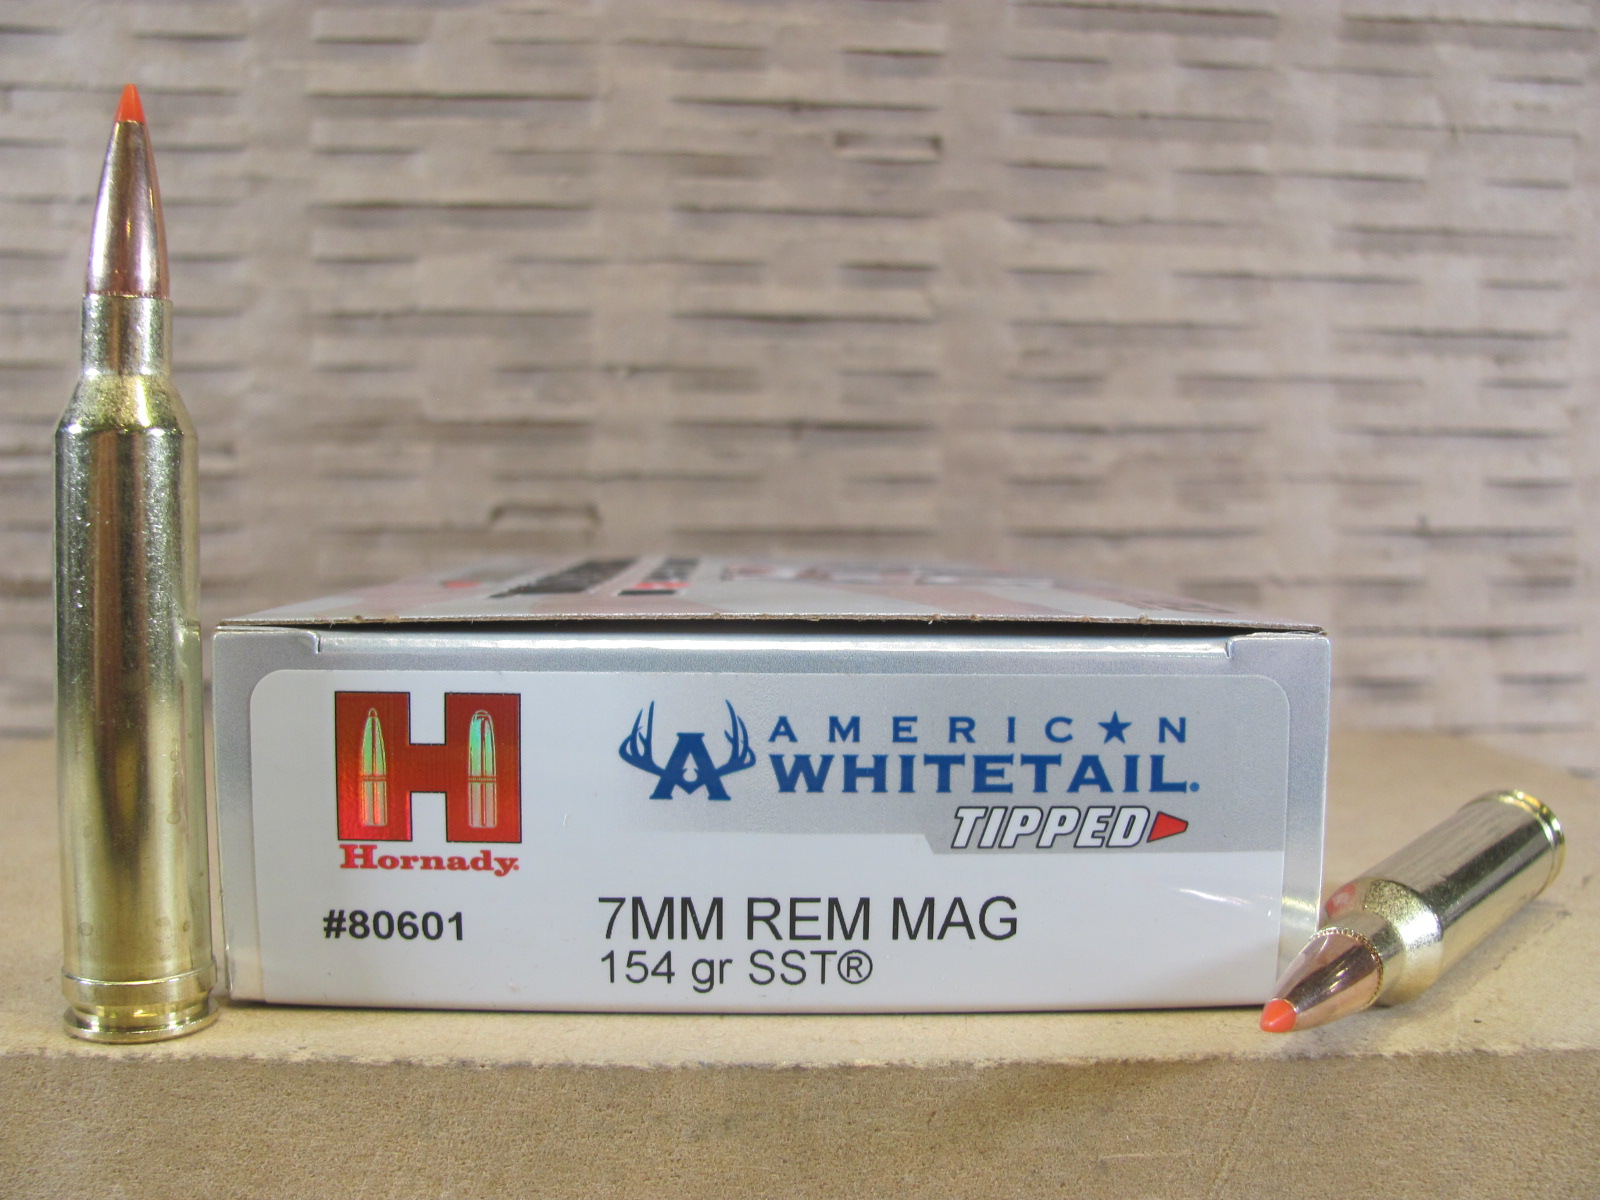 Hornady.
#80601
AMERIC★N
WHITETAIL.
TIPPED
7MM REM MAG
154 gr SST®